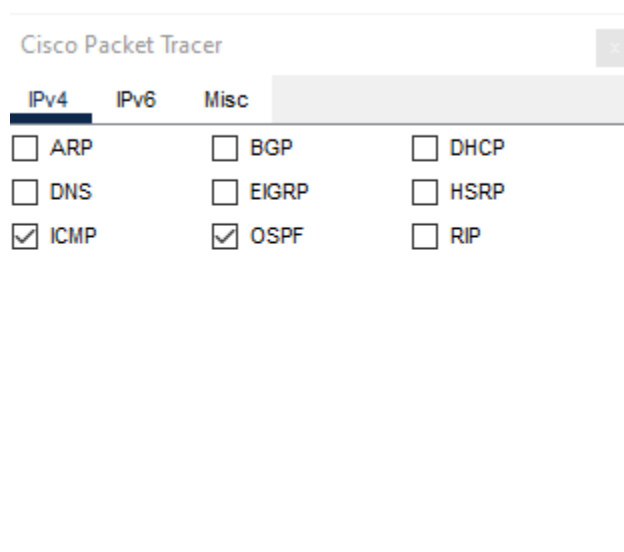 Cisco Packet Tracer
x
IPv4 IPv6 Misc
ARP BGP DHCP
DNS EIGRP HSRP
ICMP OSPF RIP